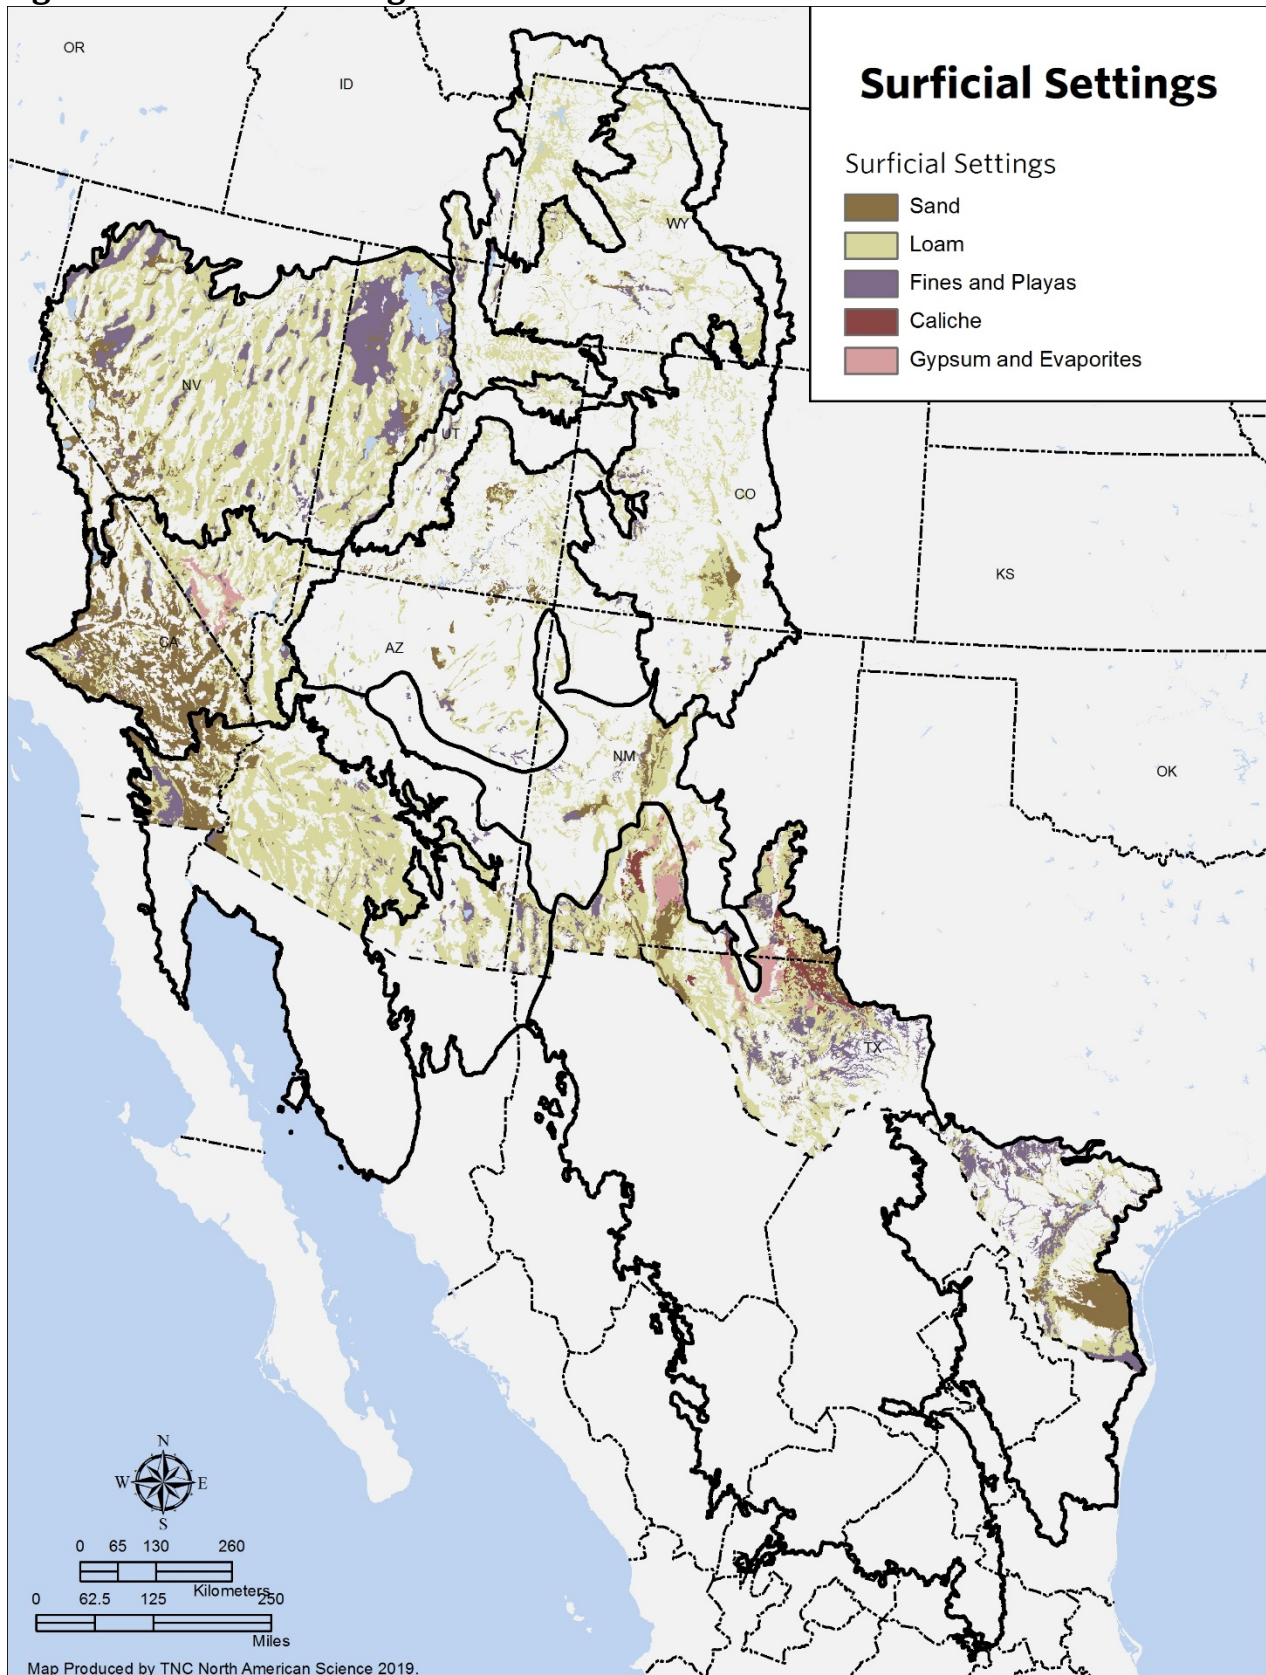 Surficial Settings
Surficial Settings
Sand
Loam
Fines and Playas
Caliche
Gypsum and Evaporites
OR
ID
WY
NV
UT
CO
KS
CA
AZ
NM
OK
TX
N
W E
S
0 65 130 260
Kilometers
0 62.5 125 250
Miles
Map Produced by TNC North American Science 2019.